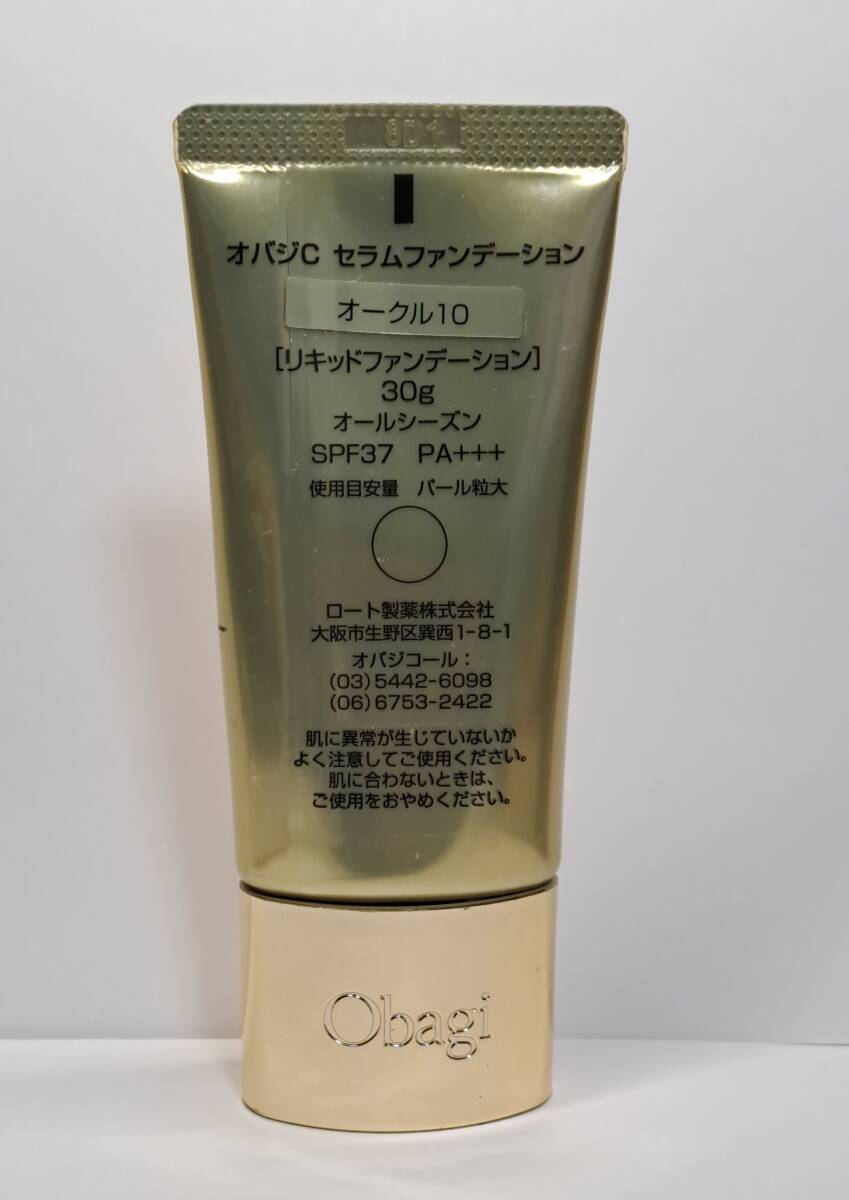 オバジC セラムファンデーション
オークル10
[リキッドファンデーション]
30g
オールシーズン
SPF37 PA+++
使用目安量 パール粒大
ロート製薬株式会社
大阪市生野区巽西1-8-1
オバジコール：
(03)5442-6098
(06)6753-2422
肌に異常が生じていないか
よく注意してご使用ください。
肌に合わないときは、
ご使用をおやめください。
Obagi